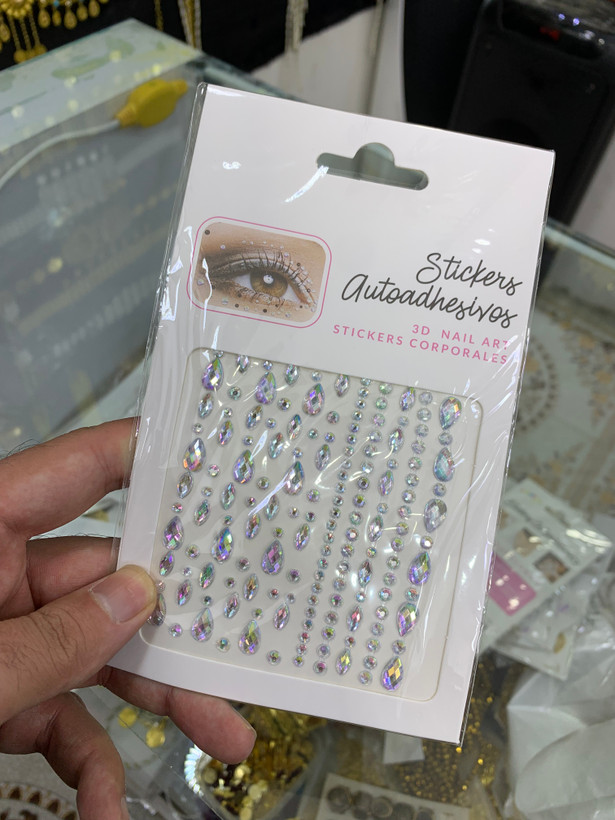 Stickers
Autoadhesivos
3D NAIL ART
STICKERS CORPORALES